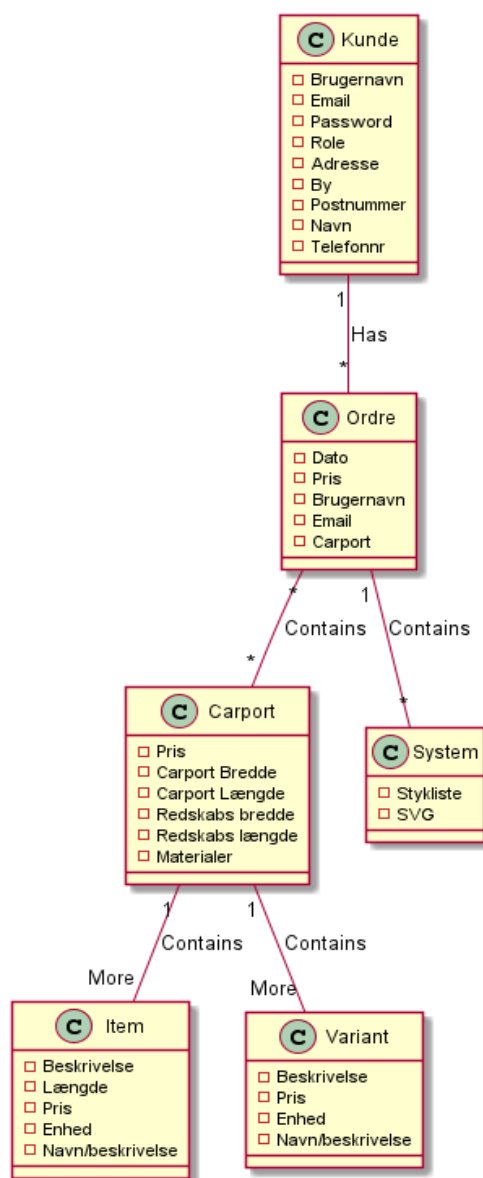 C Kunde
Brugernavn
Email
Password
Role
Adresse
By
Postnummer
Navn
Telefonnr
1
Has
*
C Ordre
Dato
Pris
Brugernavn
Email
Carport
* 1
Contains Contains
* *
C Carport
Pris
Carport Bredde
Carport Længde
Redskabs bredde
Redskabs længde
Materialer
C System
Stykliste
SVG
1 1
Contains Contains
More More
C Item
Beskrivelse
Længde
Pris
Enhed
Navn/beskrivelse
C Variant
Beskrivelse
Pris
Enhed
Navn/beskrivelse